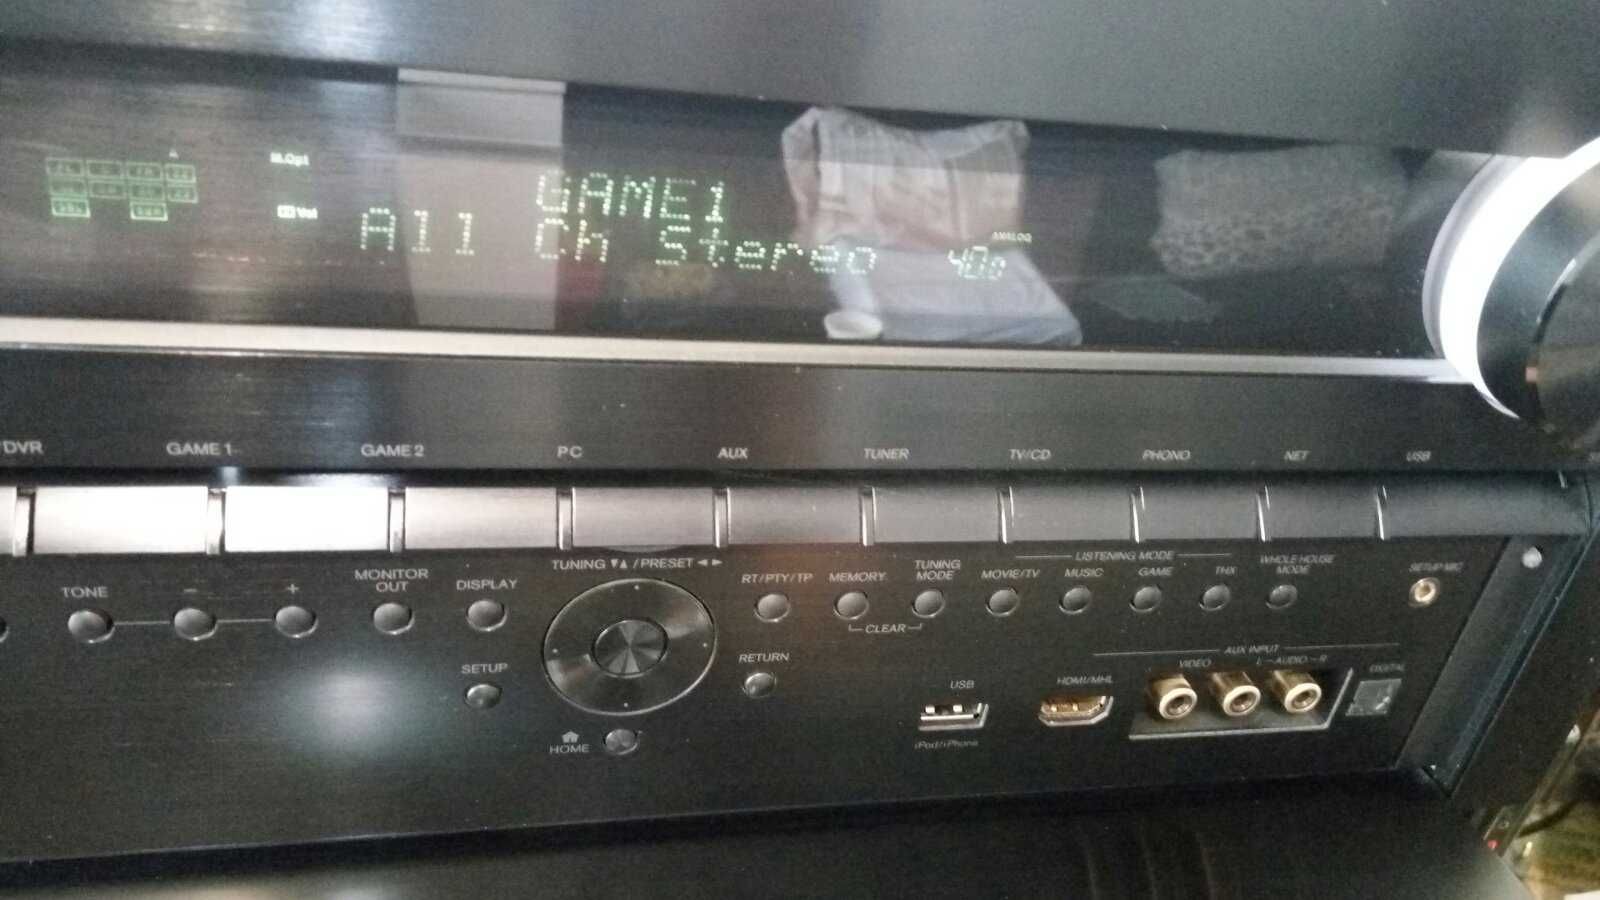 M.Opt
Vol
GAME1
All Ch Stereo
ANALOG
/DVR
GAME 1
GAME 2
PC
AUX
TUNER
TV/CD
PHONO
NET
USB
TONE
−
+
MONITOR
OUT
DISPLAY
SETUP
TUNING ▼▲ / PRESET ◄ ►
HOME
RT/PTY/TP
RETURN
MEMORY
TUNING
MODE
CLEAR
LISTENING MODE
MOVIE/TV
MUSIC
GAME
THX
WHOLE HOUSE
MODE
SETUP MIC
USB
iPod/iPhone
HDMI/MHL
AUX INPUT
VIDEO
L – AUDIO – R
DIGITAL